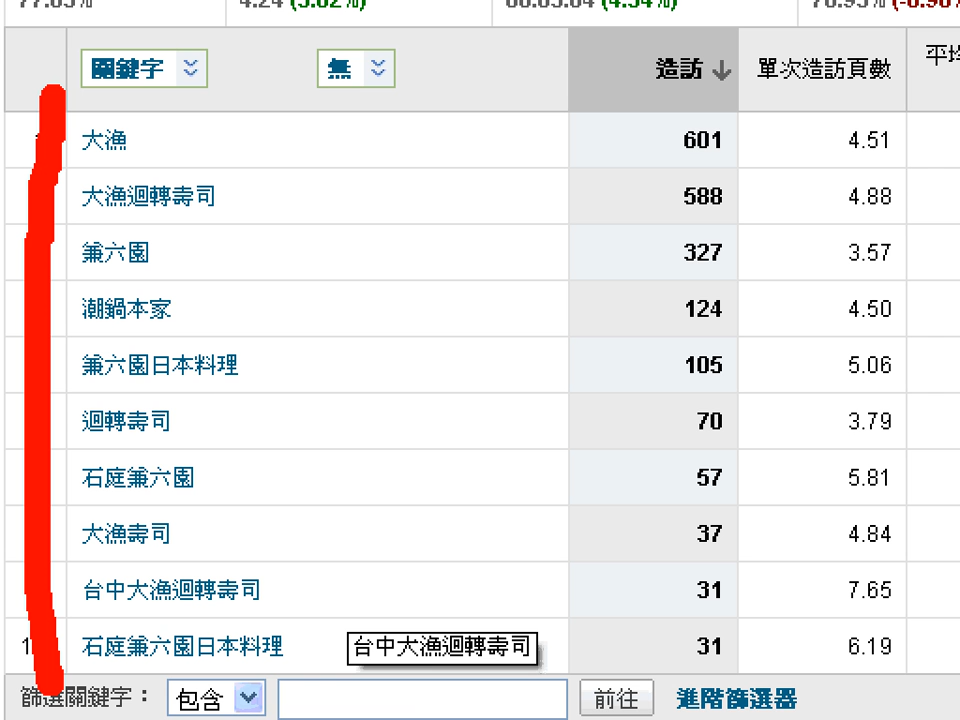 關鍵字 無 造訪 單次造訪頁數
大漁 601 4.51
大漁迴轉壽司 588 4.88
兼六園 327 3.57
潮鍋本家 124 4.50
兼六園日本料理 105 5.06
迴轉壽司 70 3.79
石庭兼六園 57 5.81
大漁壽司 37 4.84
台中大漁迴轉壽司 31 7.65
石庭兼六園日本料理 台中大漁迴轉壽司 31 6.19
篩選關鍵字： 包含 前往 進階篩選器